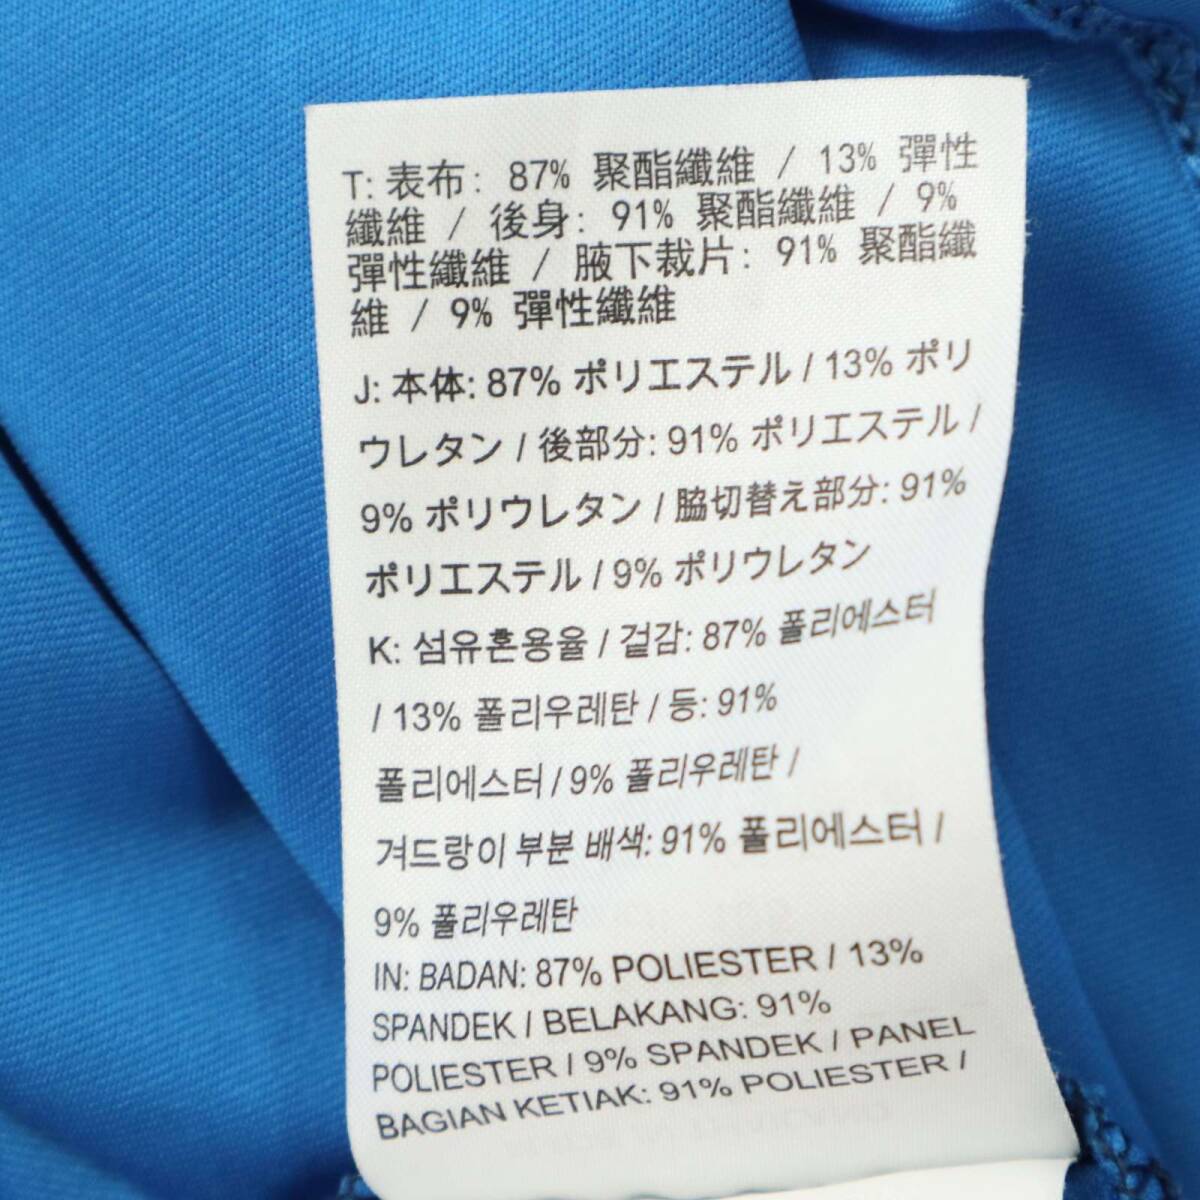 T: 表布: 87% 聚酯纖維 / 13% 彈性
纖維 / 後身: 91% 聚酯纖維 / 9%
彈性纖維 / 腋下裁片: 91% 聚酯纖
維 / 9% 彈性纖維
J: 本体: 87% ポリエステル / 13% ポリ
ウレタン / 後部分: 91% ポリエステル /
9% ポリウレタン / 脇切替え部分: 91%
ポリエステル / 9% ポリウレタン
K: 섬유혼용율 / 겉감: 87% 폴리에스터
/ 13% 폴리우레탄 / 등: 91%
폴리에스터 / 9% 폴리우레탄 /
겨드랑이 부분 배색: 91% 폴리에스터 /
9% 폴리우레탄
IN: BADAN: 87% POLIESTER / 13%
SPANDEK / BELAKANG: 91%
POLIESTER / 9% SPANDEK / PANEL
BAGIAN KETIAK: 91% POLIESTER /